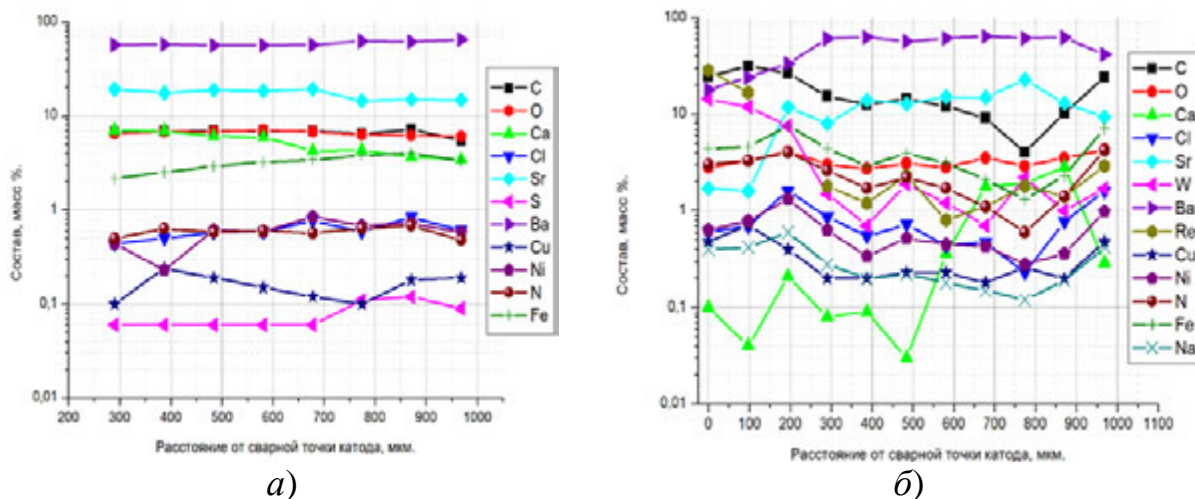 100
10
1
0,1
0,01
Состав, масс %.
200 300 400 500 600 700 800 900 1000
Расстояние от сварной точки катода, мкм.
C
O
Ca
Cl
Sr
S
Ba
Cu
Ni
N
Fe
а)
100
10
1
0,1
0,01
Состав, масс %.
0 100 200 300 400 500 600 700 800 900 1000 1100
Расстояние от сварной точки катода, мкм.
C
O
Ca
Cl
Sr
W
Ba
Re
Cu
Ni
N
Fe
Na
б)